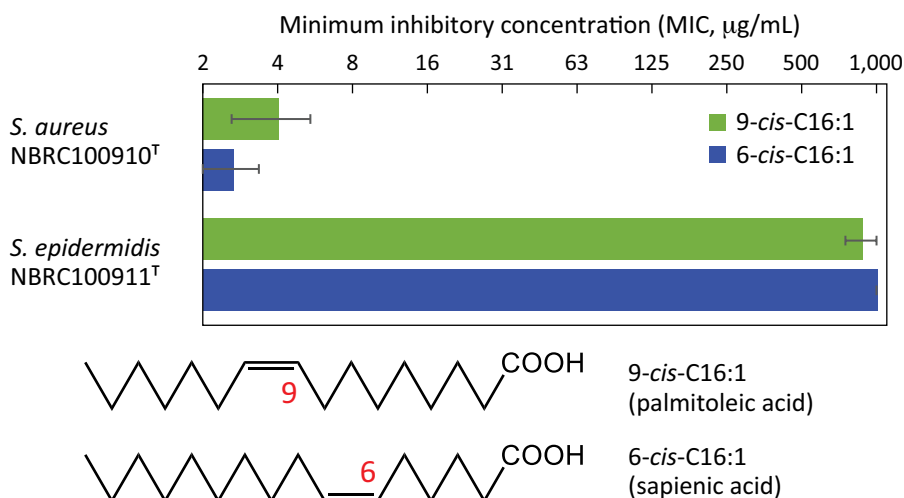 Minimum inhibitory concentration (MIC, μg/mL)
2 4 8 16 31 63 125 250 500 1,000
S. aureus
NBRC100910ᵀ
9-cis-C16:1
6-cis-C16:1
S. epidermidis
NBRC100911ᵀ
COOH
9
9-cis-C16:1
(palmitoleic acid)
COOH
6
6-cis-C16:1
(sapienic acid)